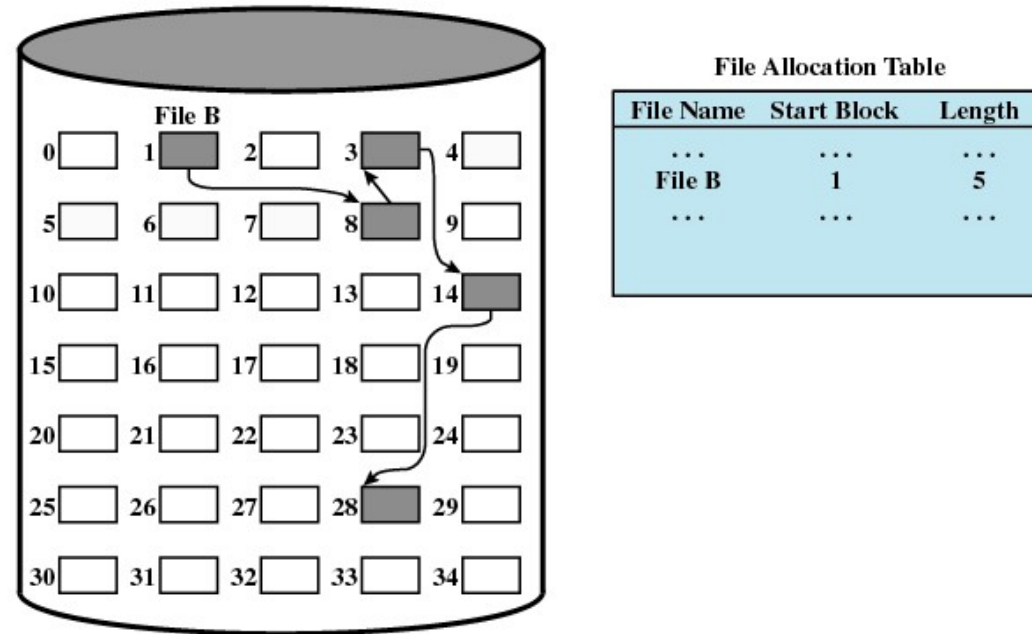 File B
0 1 2 3 4
5 6 7 8 9
10 11 12 13 14
15 16 17 18 19
20 21 22 23 24
25 26 27 28 29
30 31 32 33 34
File Allocation Table
File Name Start Block Length
... ... ...
File B 1 5
... ... ...